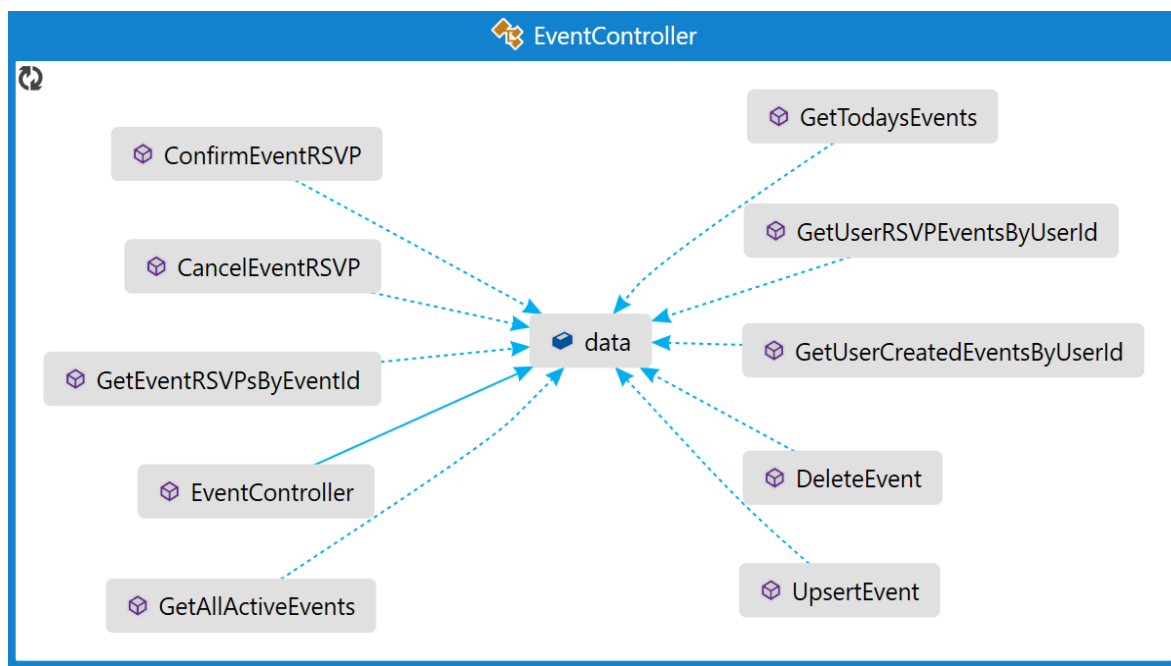 EventController
ConfirmEventRSVP
CancelEventRSVP
GetEventRSVPsByEventId
EventController
GetAllActiveEvents
data
GetTodaysEvents
GetUserRSVPEventsByUserId
GetUserCreatedEventsByUserId
DeleteEvent
UpsertEvent